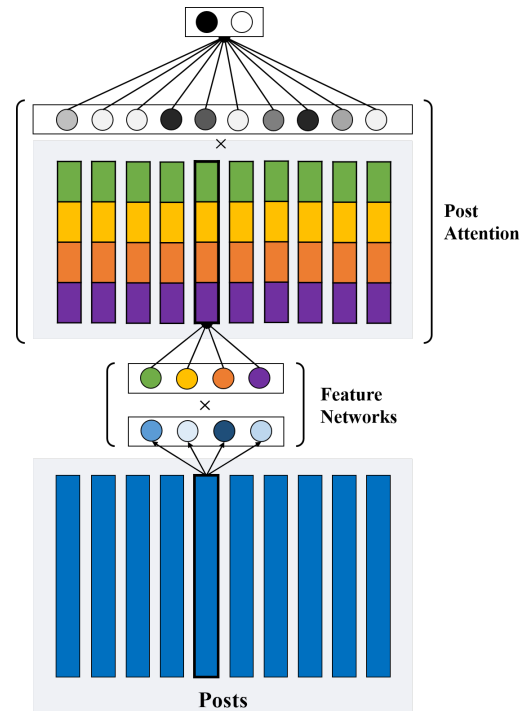 ×
Post
Attention
×
Feature
Networks
Posts